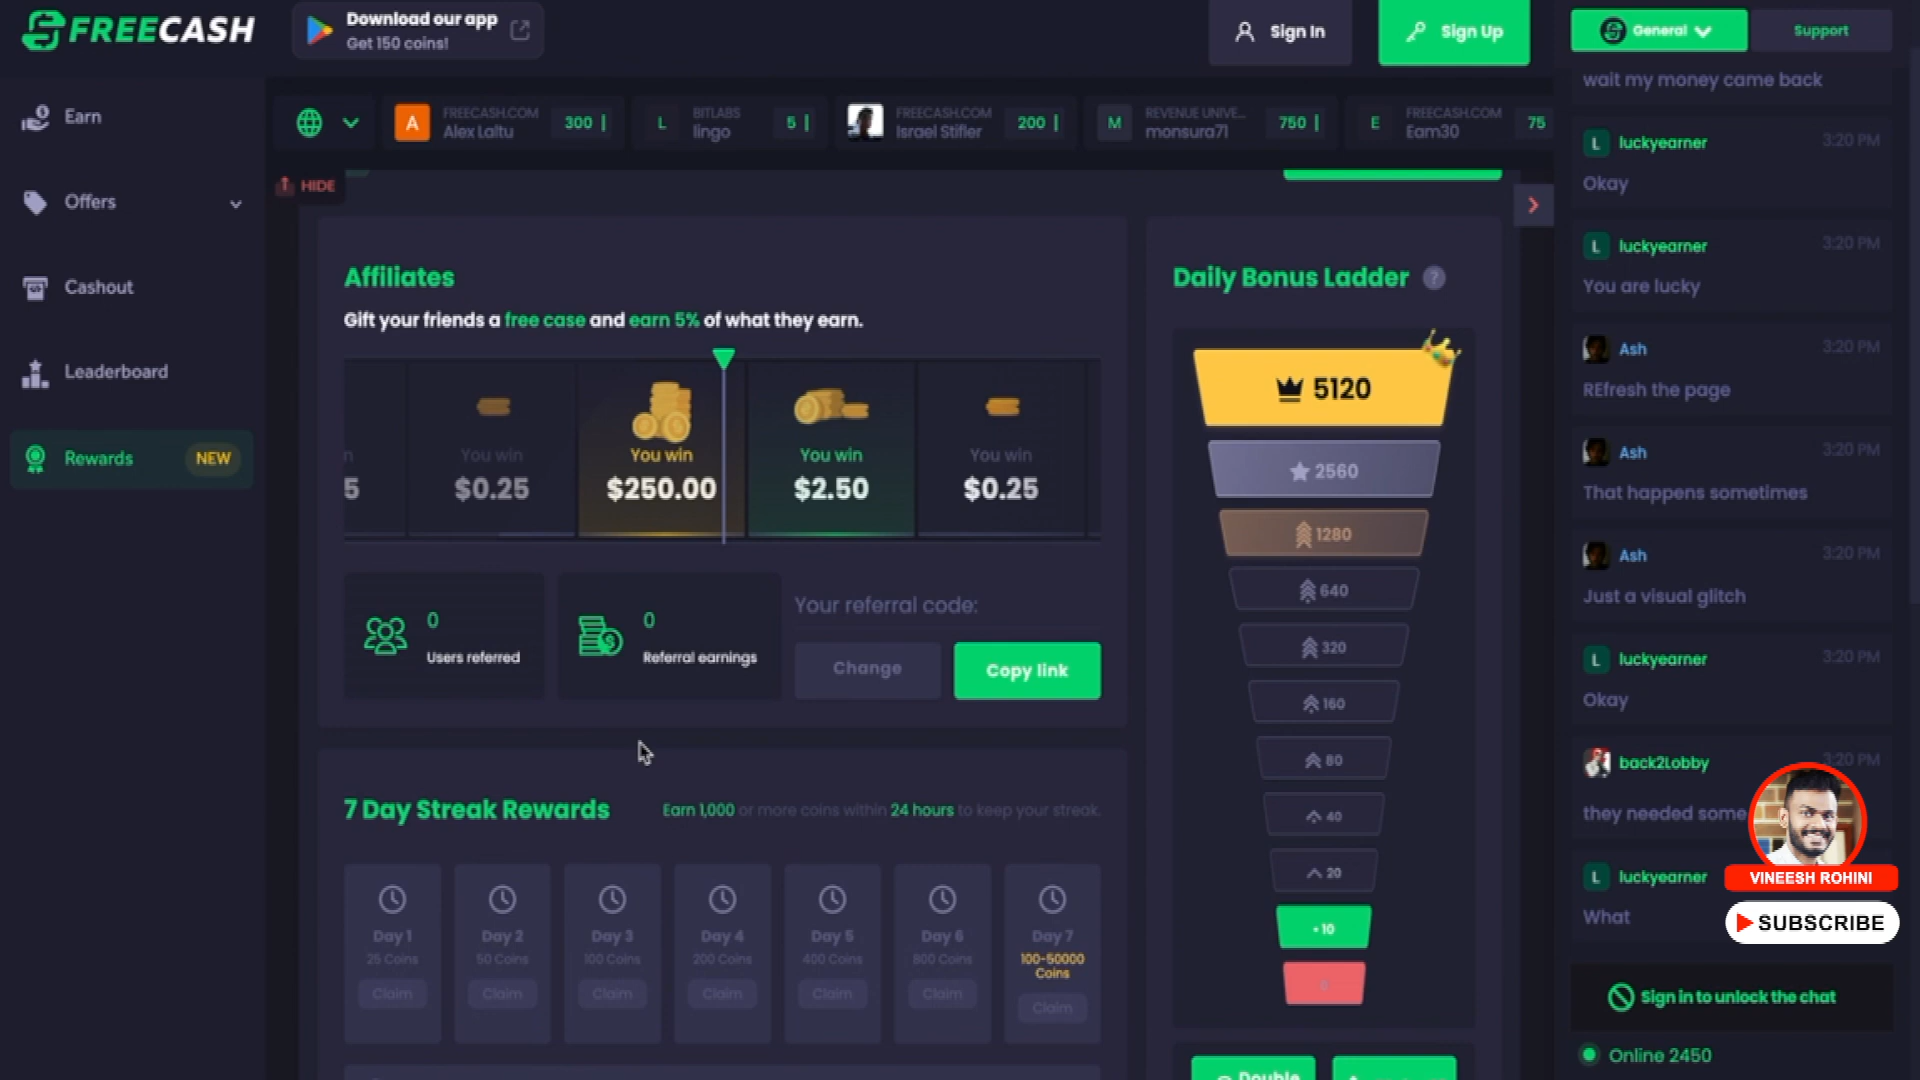 FREECASH
Download our app
Get 150 coins!
Sign In
Sign Up
General
Support
Earn
Offers
Cashout
Leaderboard
Rewards
NEW
A
FREECASH.COM
Alex Laltu
300
L
BITLABS
lingo
5
FREECASH.COM
Israel Stifler
200
M
REVENUE UNIVE...
monsura71
750
E
FREECASH.COM
Eam30
75
HIDE
Affiliates
Gift your friends a free case and earn 5% of what they earn.
5
You win
$0.25
You win
$250.00
You win
$2.50
You win
$0.25
0
Users referred
0
Referral earnings
Your referral code:
Change
Copy link
7 Day Streak Rewards
Earn 1,000 or more coins within 24 hours to keep your streak.
Day 1
25 Coins
Claim
Day 2
50 Coins
Claim
Day 3
100 Coins
Claim
Day 4
200 Coins
Claim
Day 5
400 Coins
Claim
Day 6
800 Coins
Claim
Day 7
100-50000
Coins
Claim
Daily Bonus Ladder ?
5120
2560
1280
640
320
160
80
40
20
10
Double
wait my money came back
L luckyearner 3:20 PM
Okay
L luckyearner 3:20 PM
You are lucky
Ash 3:20 PM
REfresh the page
Ash 3:20 PM
That happens sometimes
Ash 3:20 PM
Just a visual glitch
L luckyearner 3:20 PM
Okay
back2Lobby 3:20 PM
they needed some
L luckyearner
What
VINEESH ROHINI
SUBSCRIBE
Sign in to unlock the chat
Online 2450